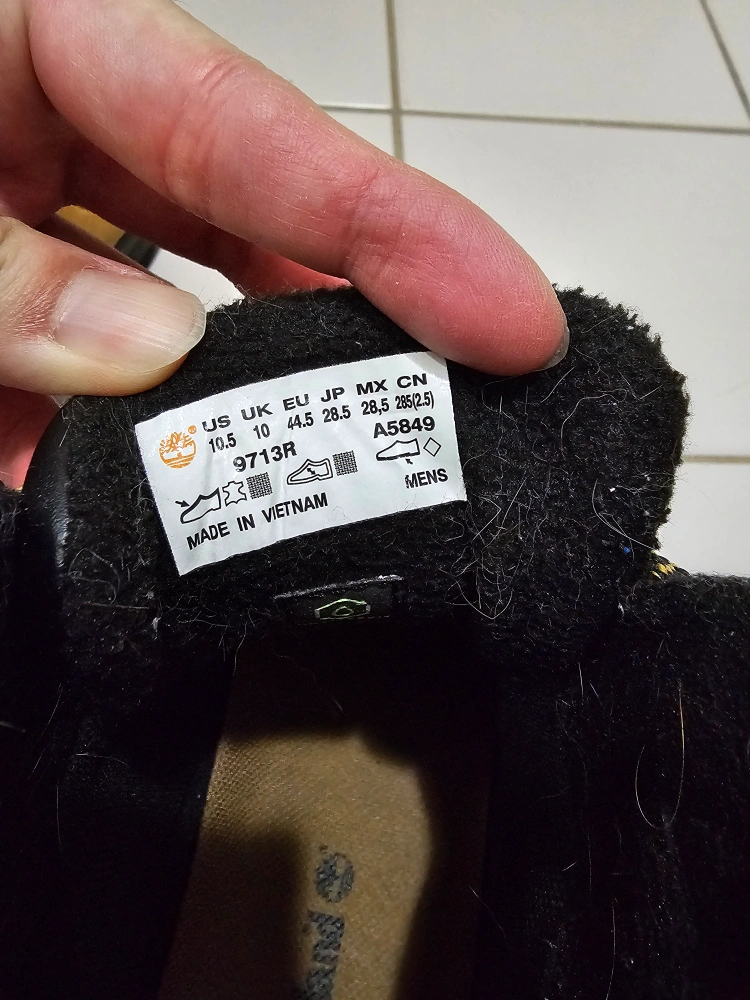 US UK EU JP MX CN
10.5 10 44.5 28.5 28,5 285(2.5)
9713R A5849
MENS
MADE IN VIETNAM